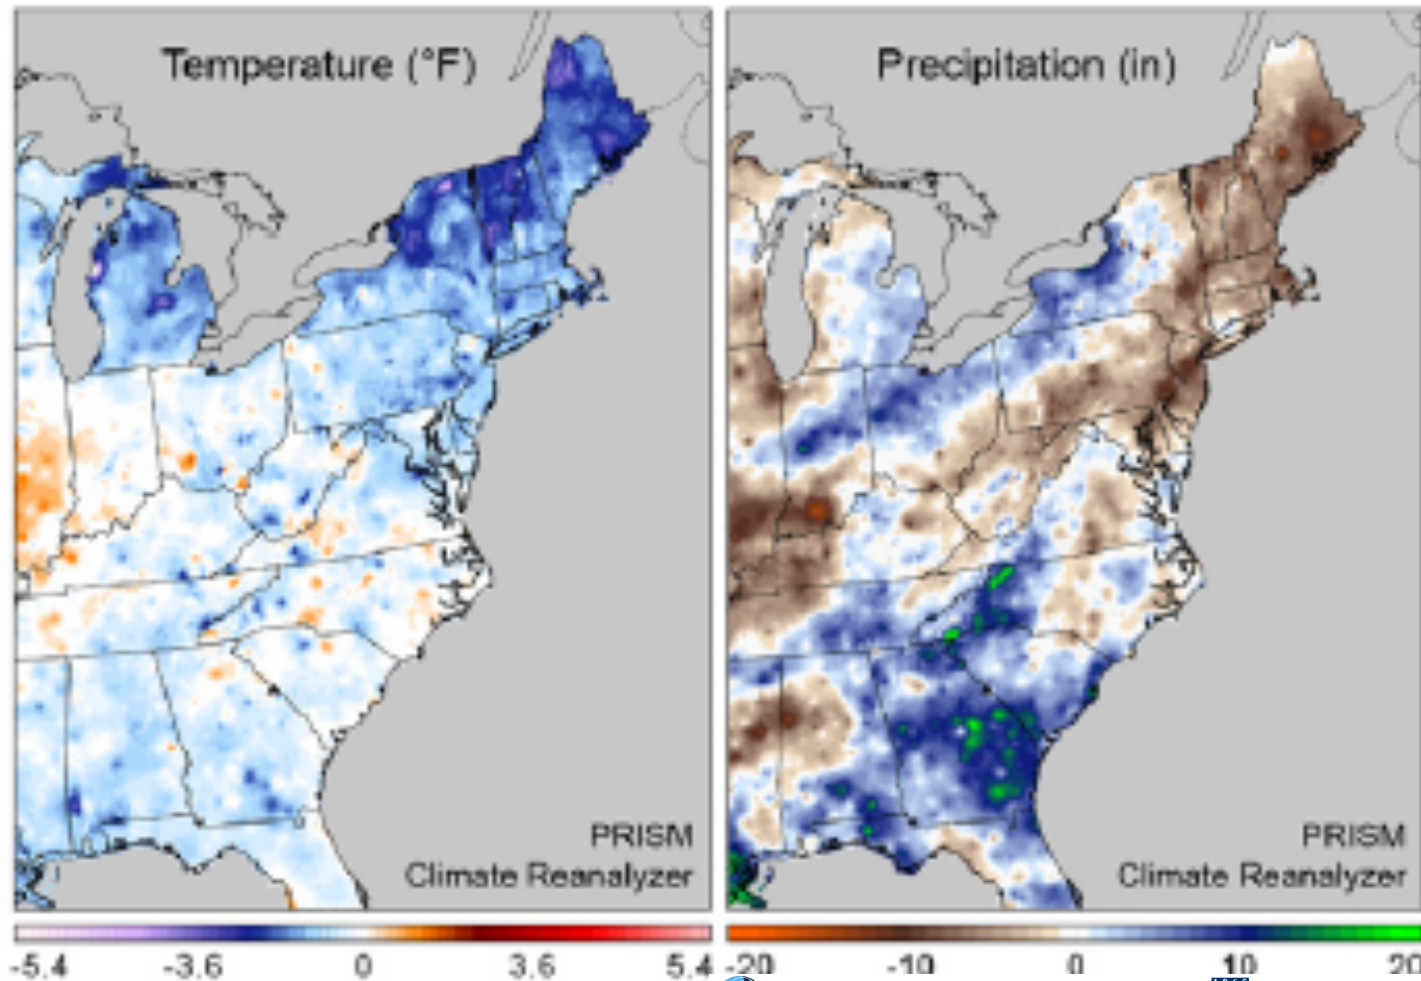 Temperature (°F)
PRISM
Climate Reanalyzer
-5.4 -3.6 0 3.6 5.4
Precipitation (in)
PRISM
Climate Reanalyzer
-20 -10 0 10 20